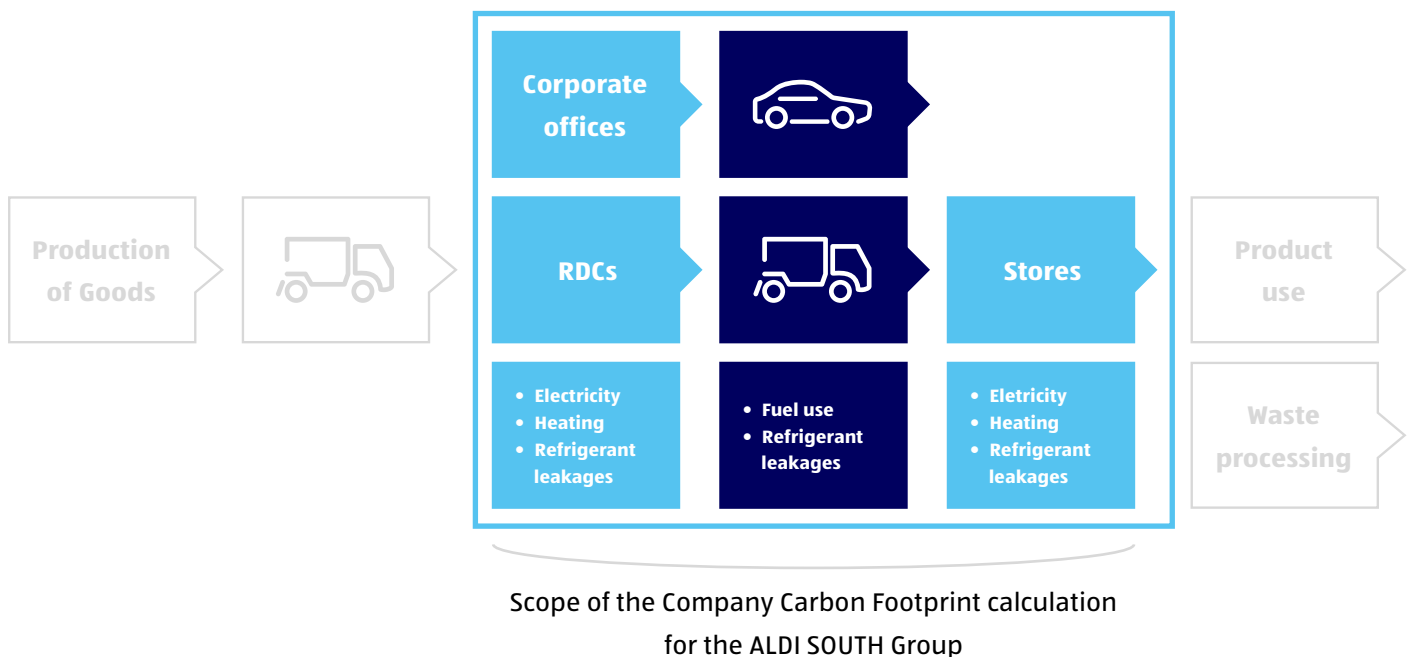 Corporate
offices
Production
of Goods
RDCs
Stores
Product
use
• Electricity
• Heating
• Refrigerant
leakages
• Fuel use
• Refrigerant
leakages
• Eletricity
• Heating
• Refrigerant
leakages
Waste
processing
Scope of the Company Carbon Footprint calculation
for the ALDI SOUTH Group